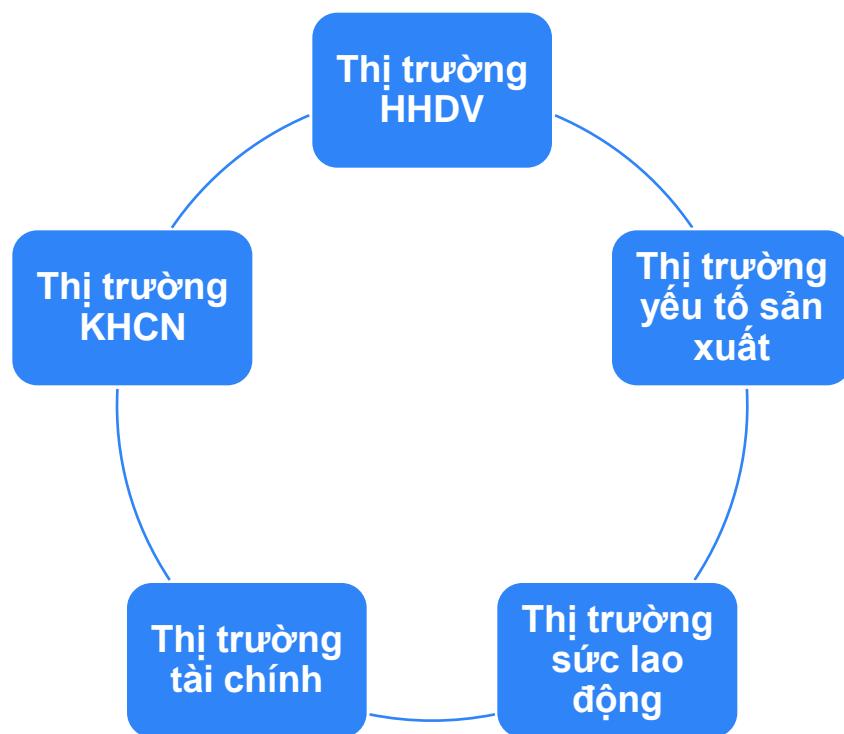 Thị trường
HHDV
Thị trường
yếu tố sản
xuất
Thị trường
sức lao
động
Thị trường
tài chính
Thị trường
KHCN